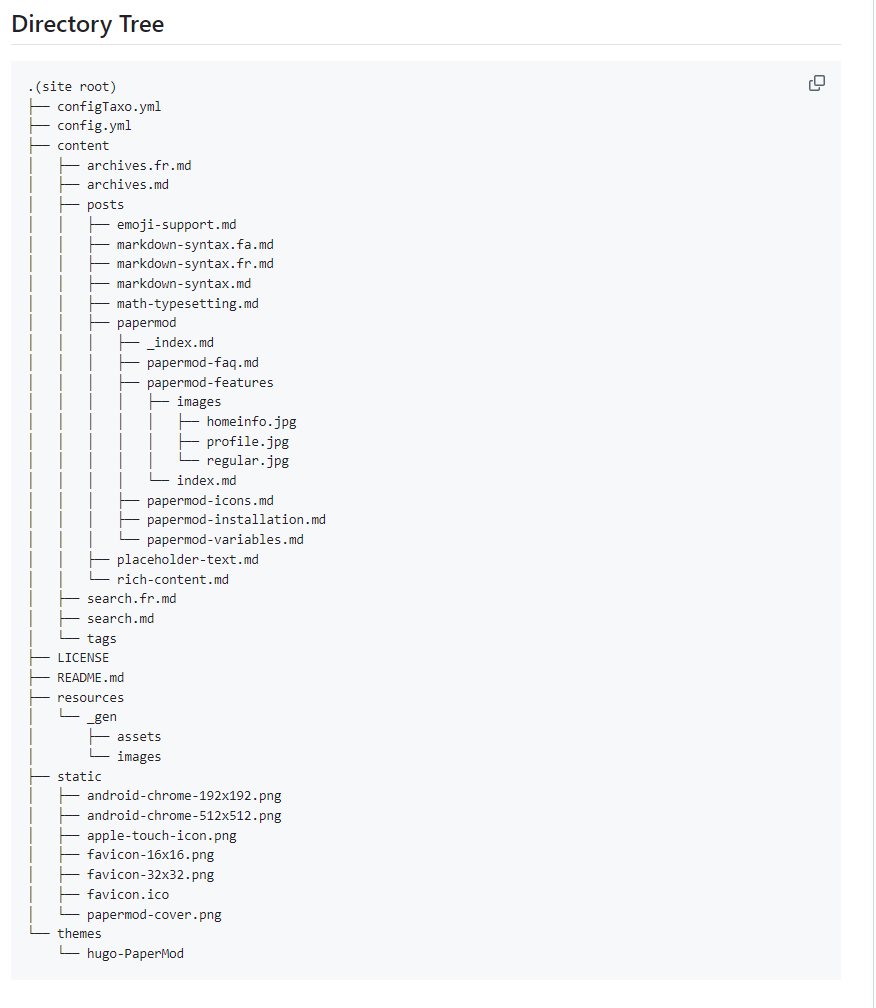 Directory Tree
.(site root)
├── configTaxo.yml
├── config.yml
├── content
│   ├── archives.fr.md
│   ├── archives.md
│   ├── posts
│   │   ├── emoji-support.md
│   │   ├── markdown-syntax.fa.md
│   │   ├── markdown-syntax.fr.md
│   │   ├── markdown-syntax.md
│   │   ├── math-typesetting.md
│   │   ├── papermod
│   │   │   ├── _index.md
│   │   │   ├── papermod-faq.md
│   │   │   ├── papermod-features
│   │   │   │   ├── images
│   │   │   │   │   ├── homeinfo.jpg
│   │   │   │   │   ├── profile.jpg
│   │   │   │   │   └── regular.jpg
│   │   │   │   └── index.md
│   │   │   ├── papermod-icons.md
│   │   │   ├── papermod-installation.md
│   │   │   └── papermod-variables.md
│   │   ├── placeholder-text.md
│   │   └── rich-content.md
│   ├── search.fr.md
│   ├── search.md
│   └── tags
├── LICENSE
├── README.md
├── resources
│   └── _gen
│       ├── assets
│       └── images
├── static
│   ├── android-chrome-192x192.png
│   ├── android-chrome-512x512.png
│   ├── apple-touch-icon.png
│   ├── favicon-16x16.png
│   ├── favicon-32x32.png
│   ├── favicon.ico
│   └── papermod-cover.png
└── themes
    └── hugo-PaperMod